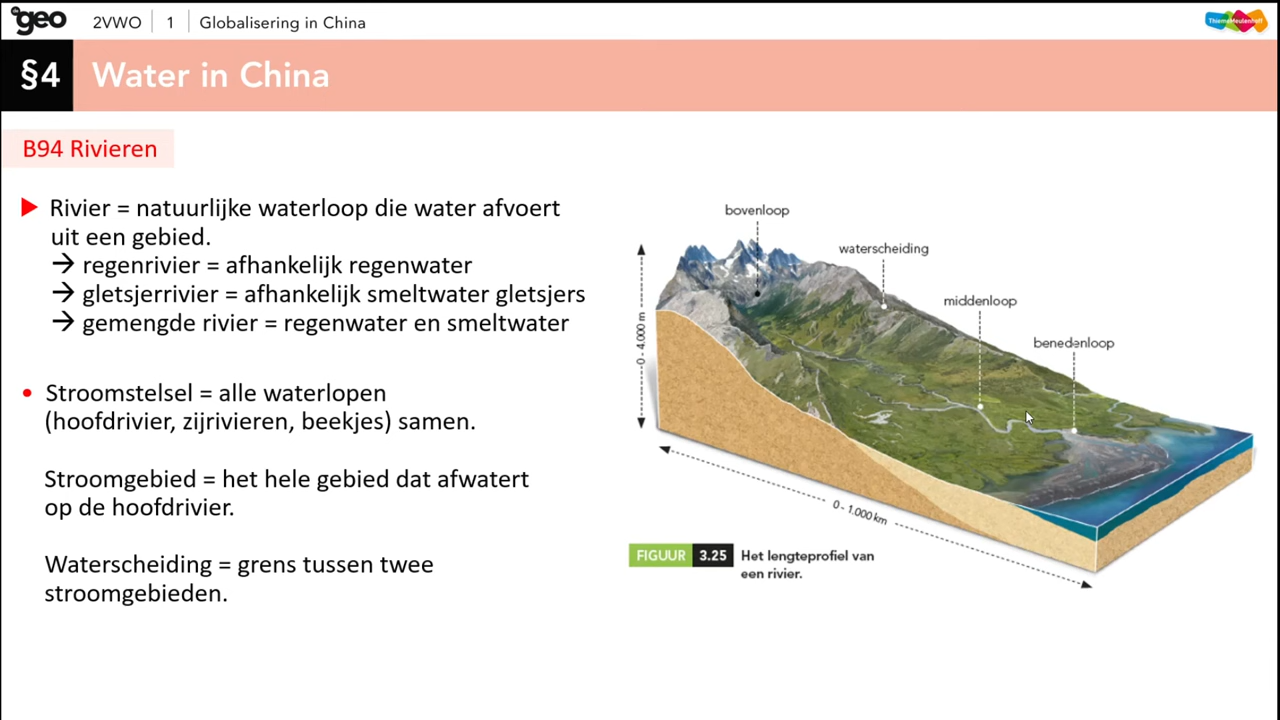 de geo 2VWO 1 Globalisering in China ThiemeMeulenhoff
§4 Water in China
B94 Rivieren
Rivier = natuurlijke waterloop die water afvoert
uit een gebied.
→ regenrivier = afhankelijk regenwater
→ gletsjerrivier = afhankelijk smeltwater gletsjers
→ gemengde rivier = regenwater en smeltwater
• Stroomstelsel = alle waterlopen
(hoofdrivier, zijrivieren, beekjes) samen.
Stroomgebied = het hele gebied dat afwatert
op de hoofdrivier.
Waterscheiding = grens tussen twee
stroomgebieden.
bovenloop
waterscheiding
middenloop
benedenloop
0 - 4.000 m
0 - 1.000 km
FIGUUR 3.25 Het lengteprofiel van
een rivier.